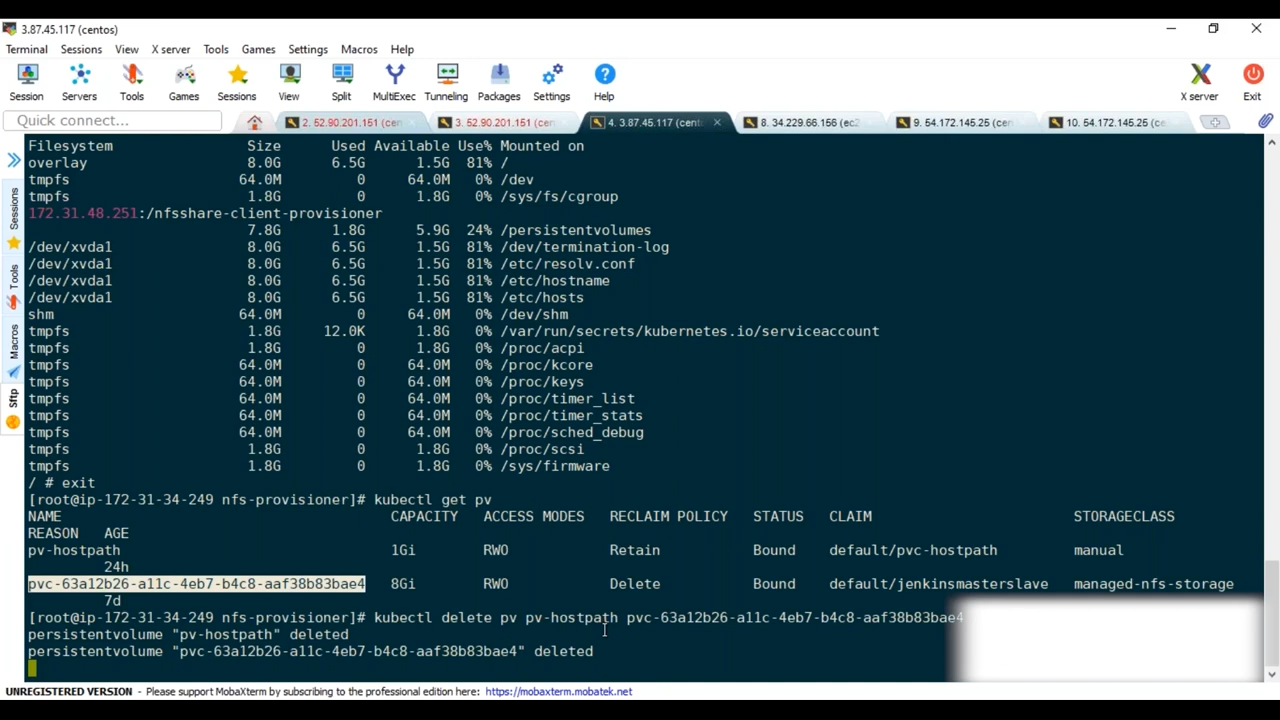 3.87.45.117 (centos)
Terminal Sessions View X server Tools Games Settings Macros Help
Session Servers Tools Games Sessions View Split MultiExec Tunneling Packages Settings Help X server Exit
Quick connect... 2. 52.90.201.151 (cen 3. 52.90.201.151 (cen 4. 3.87.45.117 (cent 8. 34.229.66.156 (ec2 9. 54.172.145.25 (cen 10. 54.172.145.25 (cen
Sessions
Tools
Macros
Sftp
Filesystem Size Used Available Use% Mounted on
overlay 8.0G 6.5G 1.5G 81% /
tmpfs 64.0M 0 64.0M 0% /dev
tmpfs 1.8G 0 1.8G 0% /sys/fs/cgroup
172.31.48.251:/nfsshare-client-provisioner
7.8G 1.8G 5.9G 24% /persistentvolumes
/dev/xvda1 8.0G 6.5G 1.5G 81% /dev/termination-log
/dev/xvda1 8.0G 6.5G 1.5G 81% /etc/resolv.conf
/dev/xvda1 8.0G 6.5G 1.5G 81% /etc/hostname
/dev/xvda1 8.0G 6.5G 1.5G 81% /etc/hosts
shm 64.0M 0 64.0M 0% /dev/shm
tmpfs 1.8G 12.0K 1.8G 0% /var/run/secrets/kubernetes.io/serviceaccount
tmpfs 1.8G 0 1.8G 0% /proc/acpi
tmpfs 64.0M 0 64.0M 0% /proc/kcore
tmpfs 64.0M 0 64.0M 0% /proc/keys
tmpfs 64.0M 0 64.0M 0% /proc/timer_list
tmpfs 64.0M 0 64.0M 0% /proc/timer_stats
tmpfs 64.0M 0 64.0M 0% /proc/sched_debug
tmpfs 1.8G 0 1.8G 0% /proc/scsi
tmpfs 1.8G 0 1.8G 0% /sys/firmware
/ # exit
[root@ip-172-31-34-249 nfs-provisioner]# kubectl get pv
NAME CAPACITY ACCESS MODES RECLAIM POLICY STATUS CLAIM STORAGECLASS
REASON AGE
pv-hostpath 1Gi RWO Retain Bound default/pvc-hostpath manual
24h
pvc-63a12b26-a11c-4eb7-b4c8-aaf38b83bae4 8Gi RWO Delete Bound default/jenkinsmasterslave managed-nfs-storage
7d
[root@ip-172-31-34-249 nfs-provisioner]# kubectl delete pv pv-hostpath pvc-63a12b26-a11c-4eb7-b4c8-aaf38b83bae4
persistentvolume "pv-hostpath" deleted
persistentvolume "pvc-63a12b26-a11c-4eb7-b4c8-aaf38b83bae4" deleted
UNREGISTERED VERSION - Please support MobaXterm by subscribing to the professional edition here: https://mobaxterm.mobatek.net